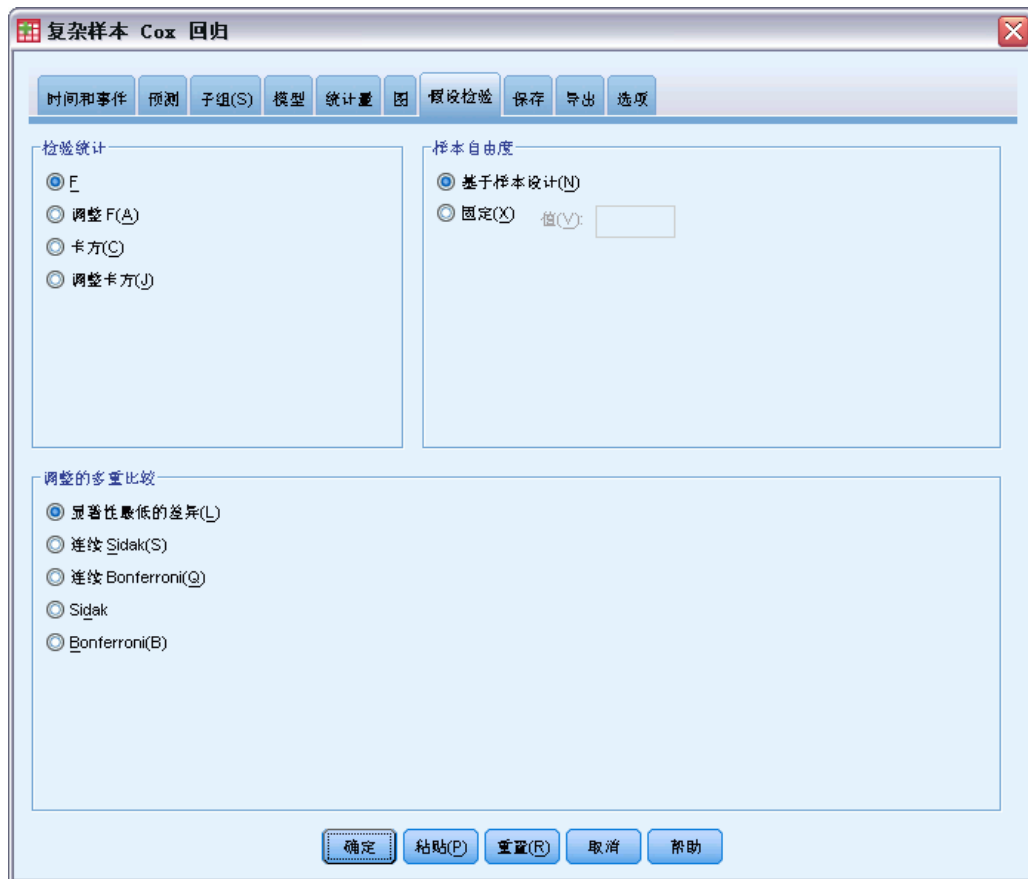 复杂样本 Cox 回归
时间和事件 预测 子组(S) 模型 统计量 图 假设检验 保存 导出 选项
检验统计
F
调整 F(A)
卡方(C)
调整卡方(J)
样本自由度
基于样本设计(N)
固定(X) 值(V):
调整的多重比较
显著性最低的差异(L)
连续 Sidak(S)
连续 Bonferroni(Q)
Sidak
Bonferroni(B)
确定 粘贴(P) 重置(R) 取消 帮助